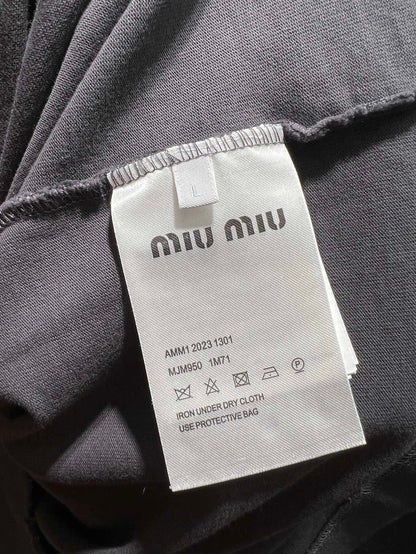 L
MIU MIU
AMM1 2023 1301
MJM950 1M71
P
IRON UNDER DRY CLOTH
USE PROTECTIVE BAG